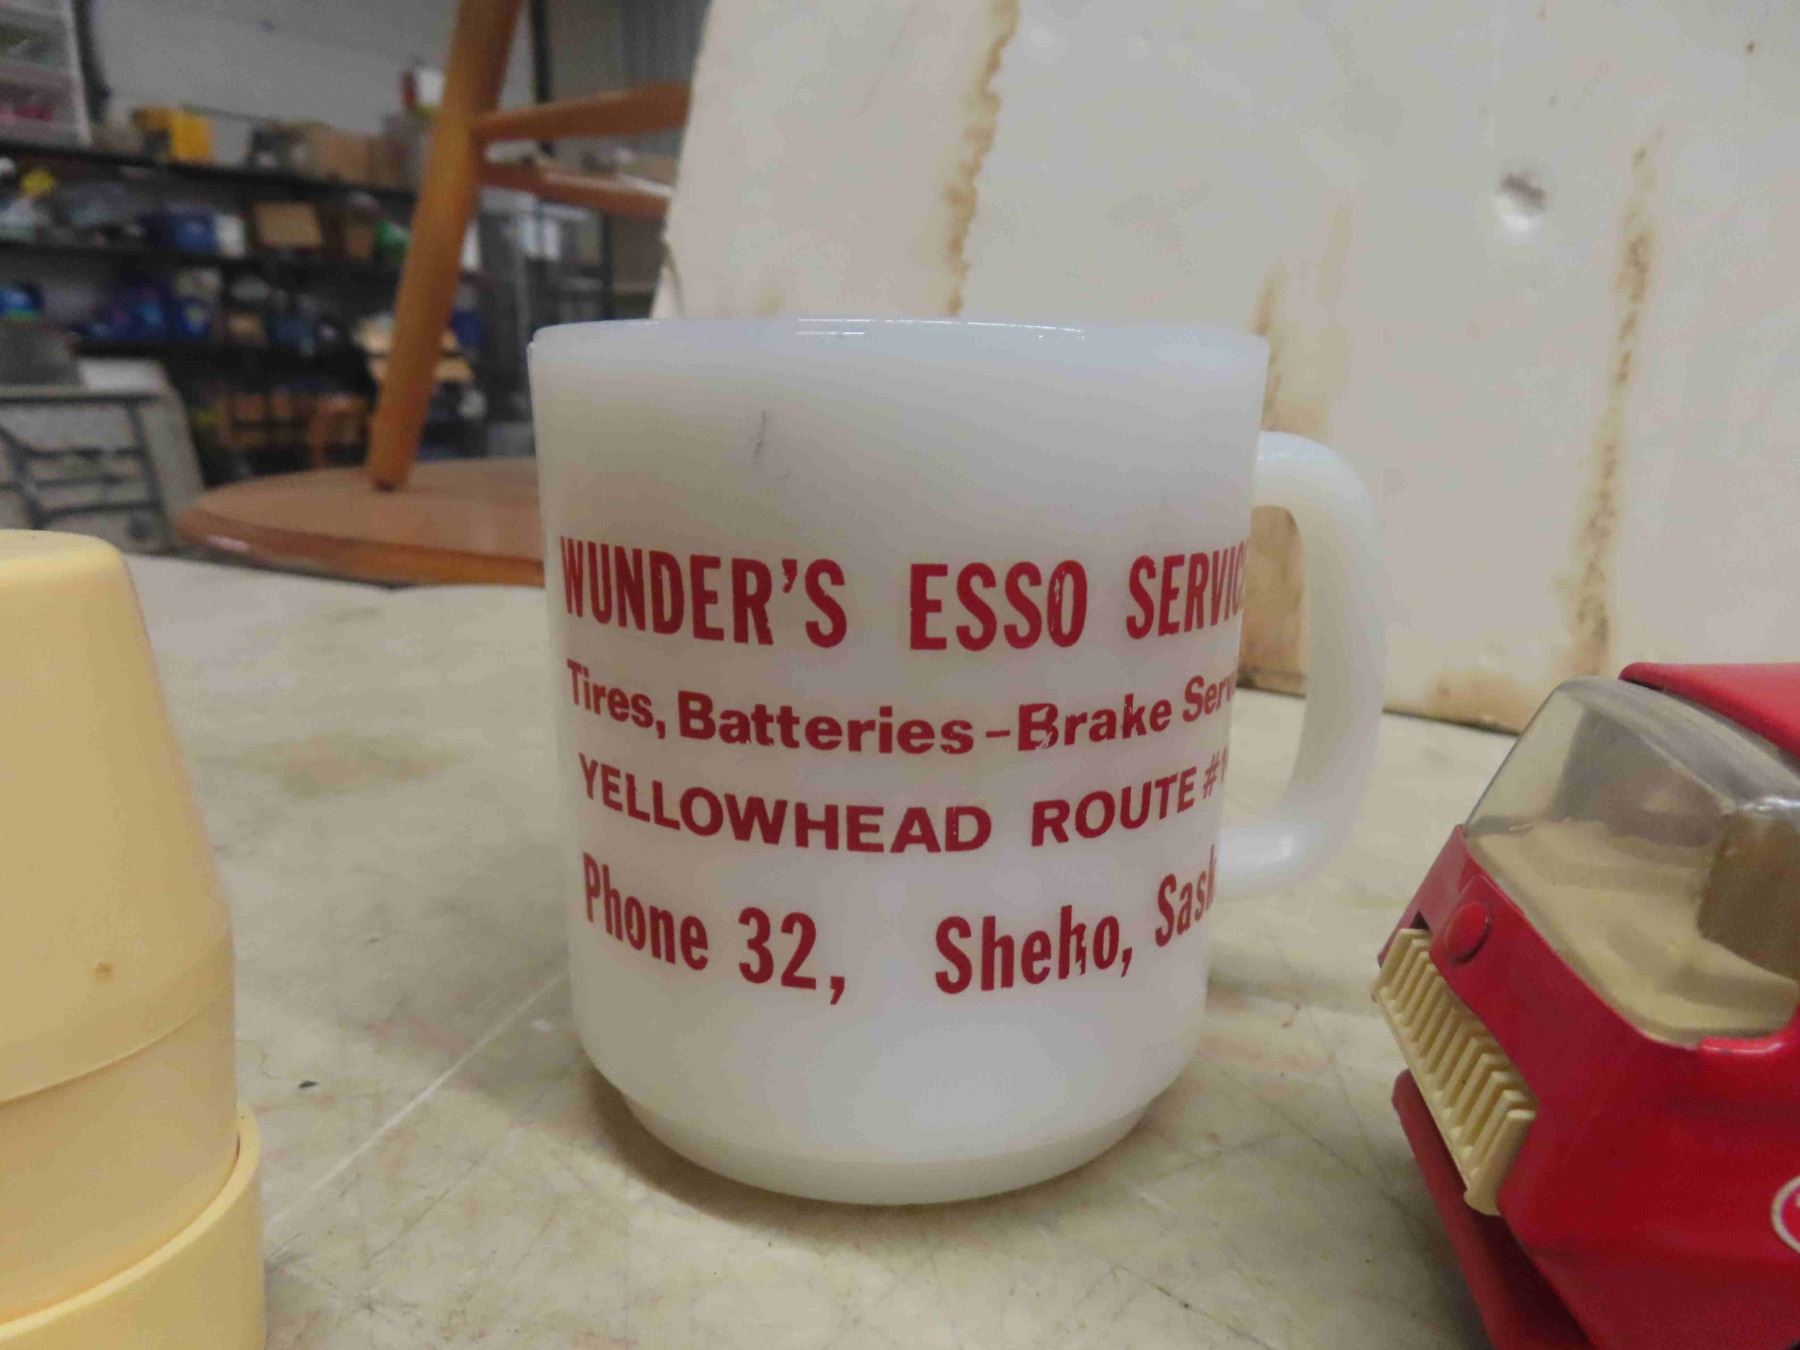 WUNDER'S ESSO SERVIC
Tires, Batteries-Brake Serv
YELLOWHEAD ROUTE #1
Phone 32, Sheho, Sask